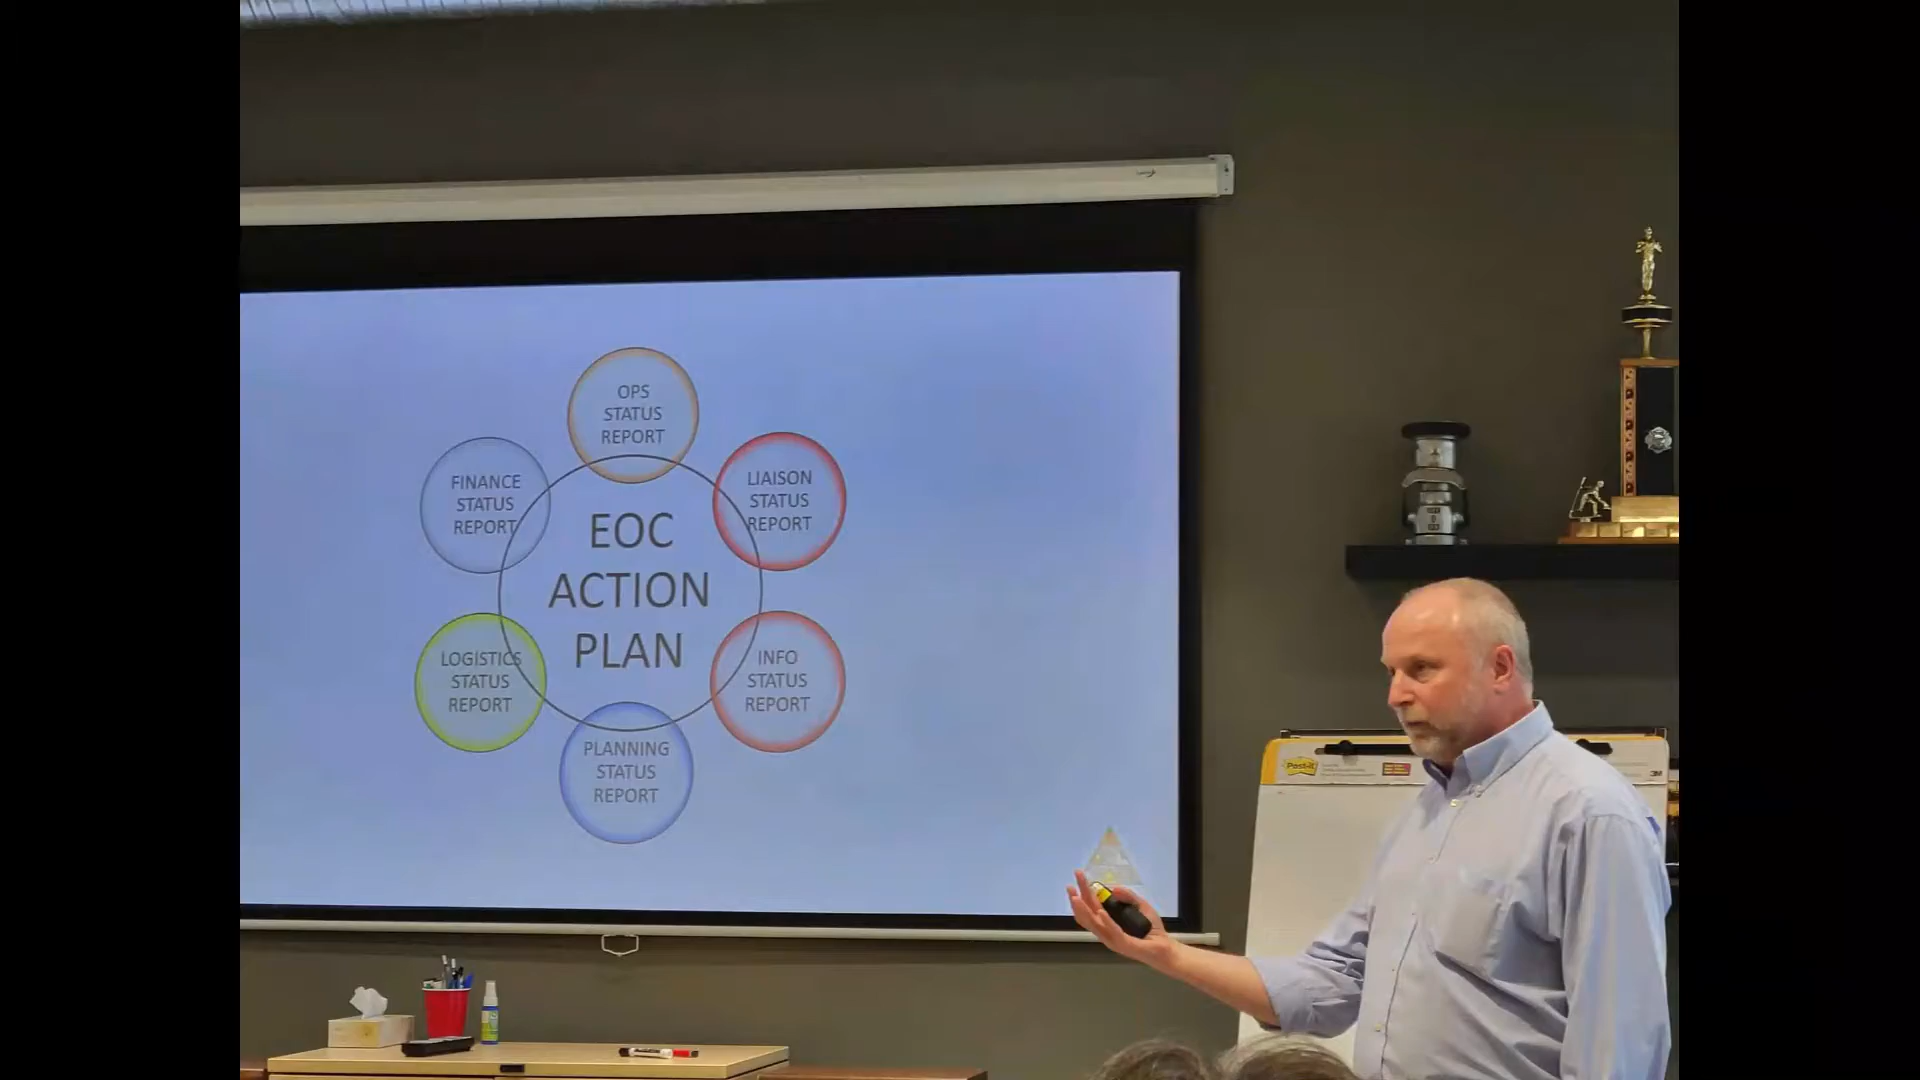 OPS
STATUS
REPORT
LIAISON
STATUS
REPORT
INFO
STATUS
REPORT
PLANNING
STATUS
REPORT
LOGISTICS
STATUS
REPORT
FINANCE
STATUS
REPORT
EOC
ACTION
PLAN
Post-it
3M